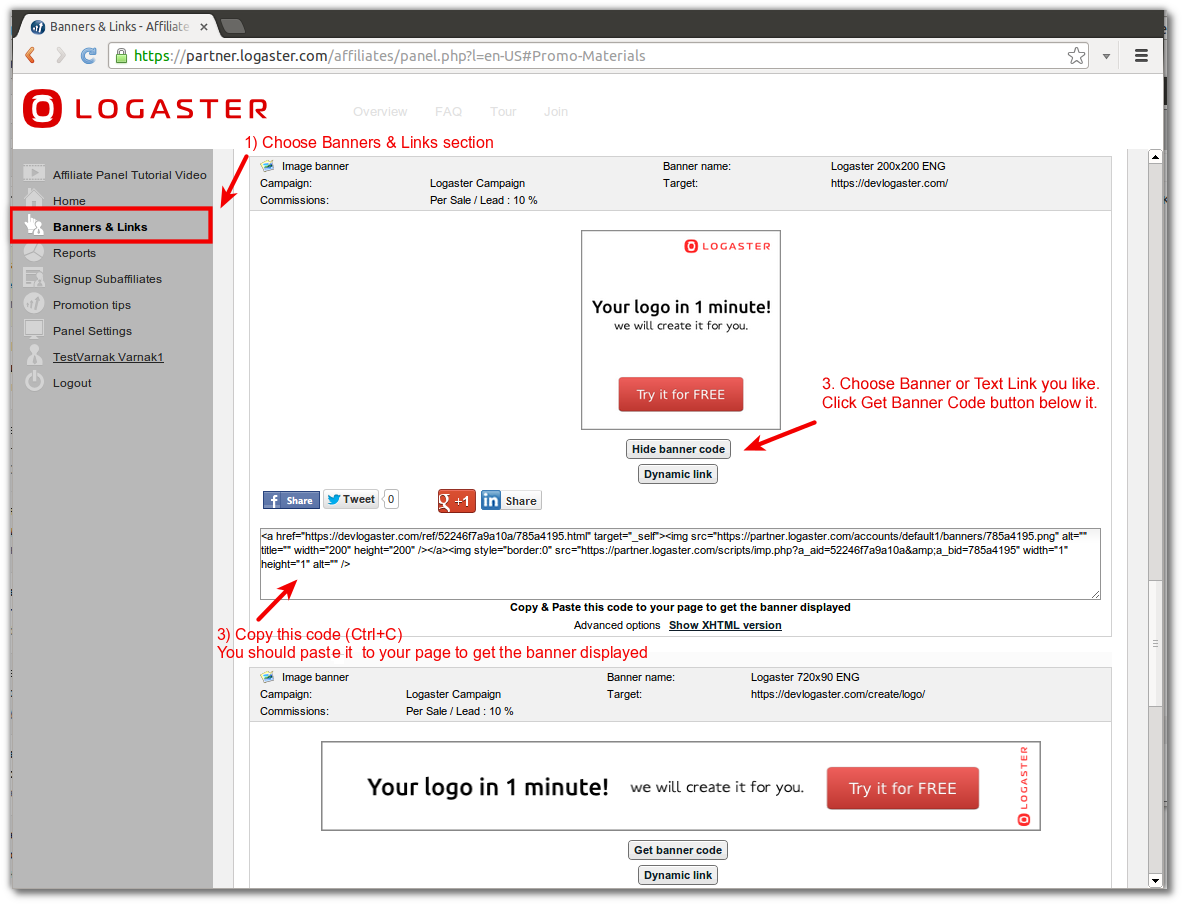 Banners & Links - Affiliate
https://partner.logaster.com/affiliates/panel.php?l=en-US#Promo-Materials
LOGASTER
Overview FAQ Tour Join
1) Choose Banners & Links section
Affiliate Panel Tutorial Video
Home
Banners & Links
Reports
Signup Subaffiliates
Promotion tips
Panel Settings
TestVarnak Varnak1
Logout
Image banner Banner name: Logaster 200x200 ENG
Campaign: Logaster Campaign Target: https://devlogaster.com/
Commissions: Per Sale / Lead : 10 %
LOGASTER
Your logo in 1 minute!
we will create it for you.
Try it for FREE
3. Choose Banner or Text Link you like.
Click Get Banner Code button below it.
Hide banner code
Dynamic link
f Share Tweet 0 g +1 in Share
<a href="https://devlogaster.com/ref/52246f7a9a10a/785a4195.html" target="_self"><img src="https://partner.logaster.com/accounts/default1/banners/785a4195.png" alt=""
title="" width="200" height="200" /></a><img style="border:0" src="https://partner.logaster.com/scripts/imp.php?a_aid=52246f7a9a10a&amp;a_bid=785a4195" width="1"
height="1" alt="" />
Copy & Paste this code to your page to get the banner displayed
Advanced options Show XHTML version
3) Copy this code (Ctrl+C)
You should paste it  to your page to get the banner displayed
Image banner Banner name: Logaster 720x90 ENG
Campaign: Logaster Campaign Target: https://devlogaster.com/create/logo/
Commissions: Per Sale / Lead : 10 %
Your logo in 1 minute! we will create it for you. Try it for FREE LOGASTER
Get banner code
Dynamic link